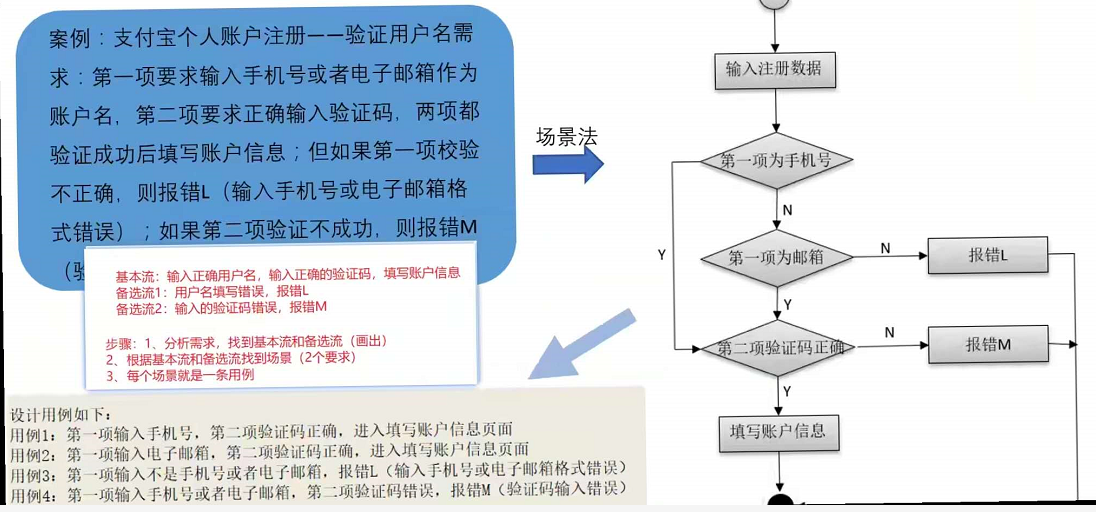 案例：支付宝个人账户注册——验证用户名需
求：第一项要求输入手机号或者电子邮箱作为
账户名，第二项要求正确输入验证码，两项都
验证成功后填写账户信息；但如果第一项校验
不正确，则报错L（输入手机号或电子邮箱格
式错误）；如果第二项验证不成功，则报错M
（验
基本流：输入正确用户名，输入正确的验证码，填写账户信息
备选流1：用户名填写错误，报错L
备选流2：输入的验证码错误，报错M
步骤：1、分析需求，找到基本流和备选流（画出）
2、根据基本流和备选流找到场景（2个要求）
3、每个场景就是一条用例
场景法
输入注册数据
第一项为手机号
N
Y
第一项为邮箱
N
报错L
Y
第二项验证码正确
N
报错M
Y
填写账户信息
设计用例如下：
用例1：第一项输入手机号，第二项验证码正确，进入填写账户信息页面
用例2：第一项输入电子邮箱，第二项验证码正确，进入填写账户信息页面
用例3：第一项输入不是手机号或者电子邮箱，报错L（输入手机号或电子邮箱格式错误）
用例4：第一项输入手机号或者电子邮箱，第二项验证码错误，报错M（验证码输入错误）